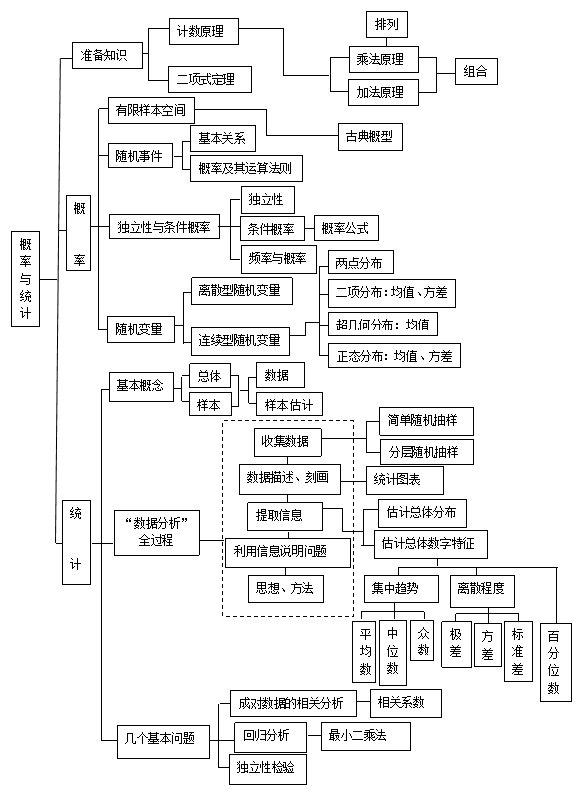 排列
计数原理
准备知识
乘法原理
组合
二项式定理
加法原理
有限样本空间
古典概型
基本关系
随机事件
概率及其运算法则
概率
独立性
独立性与条件概率
条件概率
概率公式
频率与概率
概率与统计
两点分布
离散型随机变量
二项分布：均值、方差
随机变量
超几何分布：均值
连续型随机变量
正态分布：均值、方差
基本概念
总体
数据
样本
样本估计
简单随机抽样
收集数据
分层随机抽样
数据描述、刻画
统计图表
统计
“数据分析”
全过程
提取信息
估计总体分布
估计总体数字特征
利用信息说明问题
思想、方法
集中趋势
离散程度
平均数
中位数
众数
极差
方差
标准差
百分位数
成对数据的相关分析
相关系数
几个基本问题
回归分析
最小二乘法
独立性检验